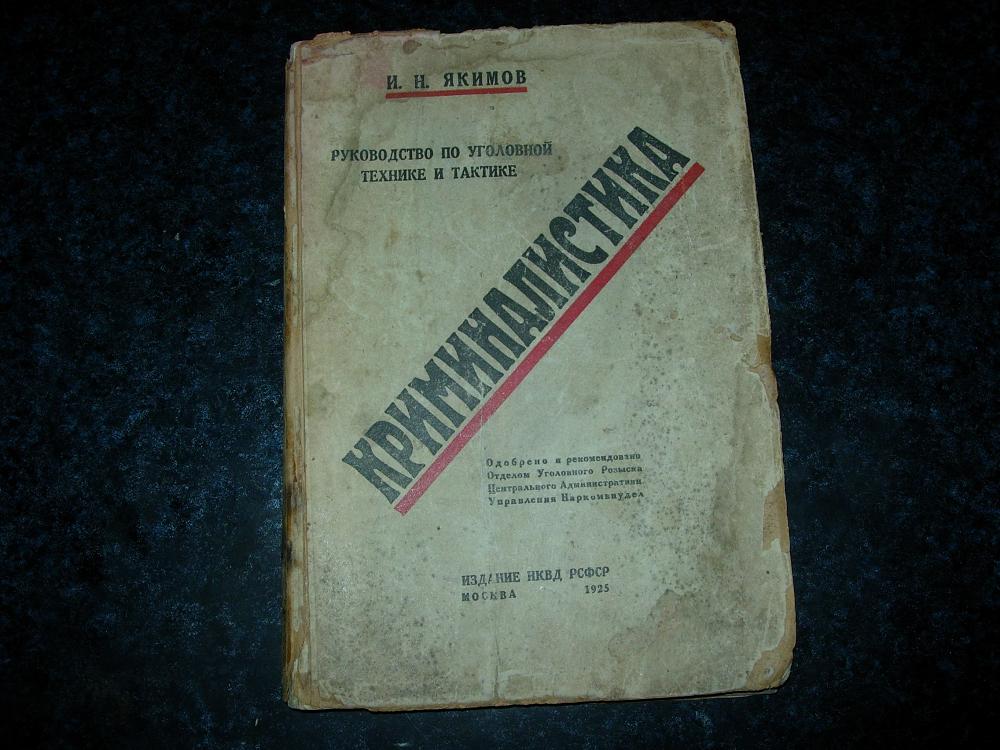 И. Н. ЯКИМОВ
РУКОВОДСТВО ПО УГОЛОВНОЙ
ТЕХНИКЕ И ТАКТИКЕ
КРИМИНАЛИСТИКА
Одобрено и рекомендовано
Отделом Уголовного Розыска
Центрального Административн.
Управления Наркомвнудел
ИЗДАНИЕ НКВД РСФСР
МОСКВА 1925